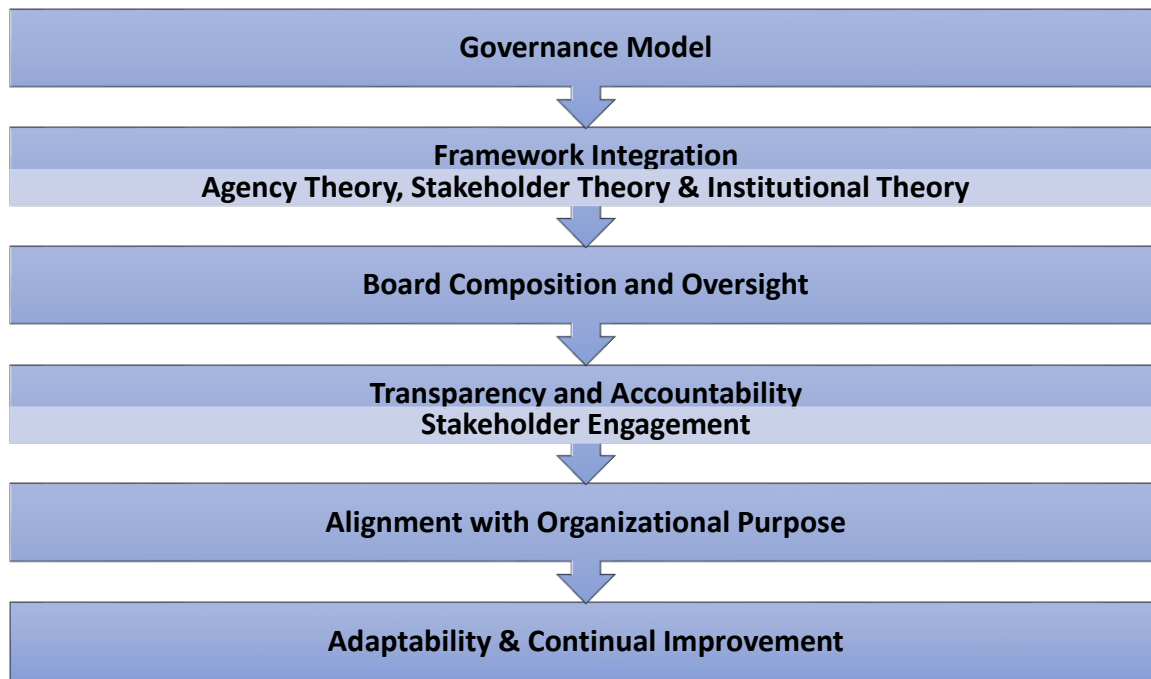 Governance Model
Framework Integration
Agency Theory, Stakeholder Theory & Institutional Theory
Board Composition and Oversight
Transparency and Accountability
Stakeholder Engagement
Alignment with Organizational Purpose
Adaptability & Continual Improvement